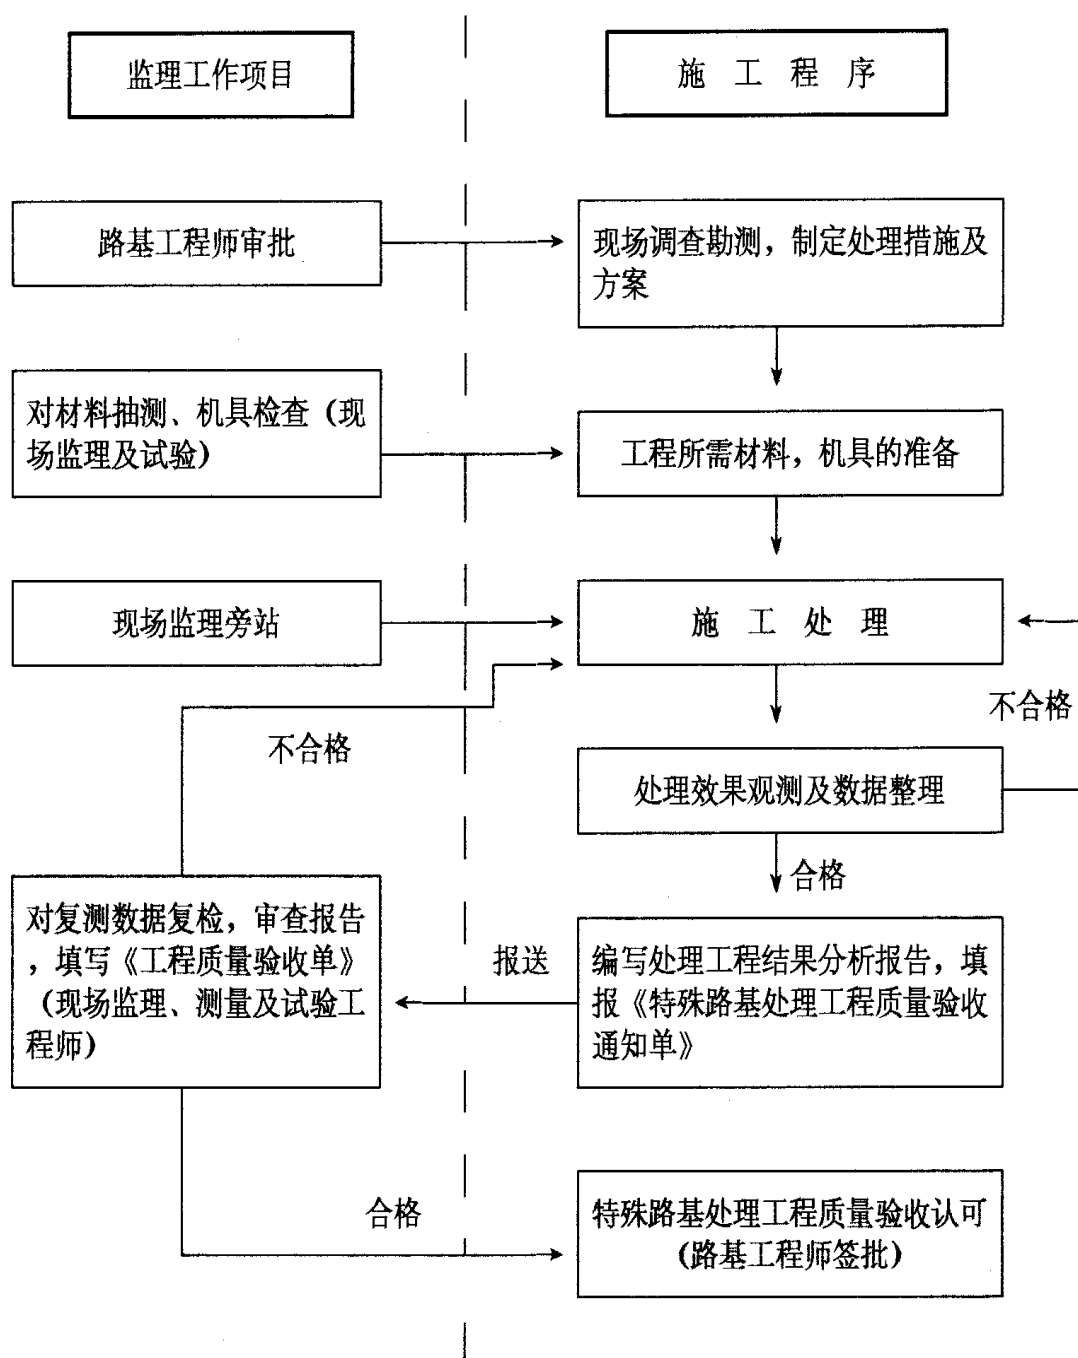 监理工作项目
施工程序
路基工程师审批
现场调查勘测，制定处理措施及
方案
对材料抽测、机具检查（现
场监理及试验）
工程所需材料，机具的准备
现场监理旁站
施工处理
不合格
不合格
处理效果观测及数据整理
合格
对复测数据复检，审查报告
，填写《工程质量验收单》
（现场监理、测量及试验工
程师）
报送
编写处理工程结果分析报告，填
报《特殊路基处理工程质量验收
通知单》
合格
特殊路基处理工程质量验收认可
（路基工程师签批）